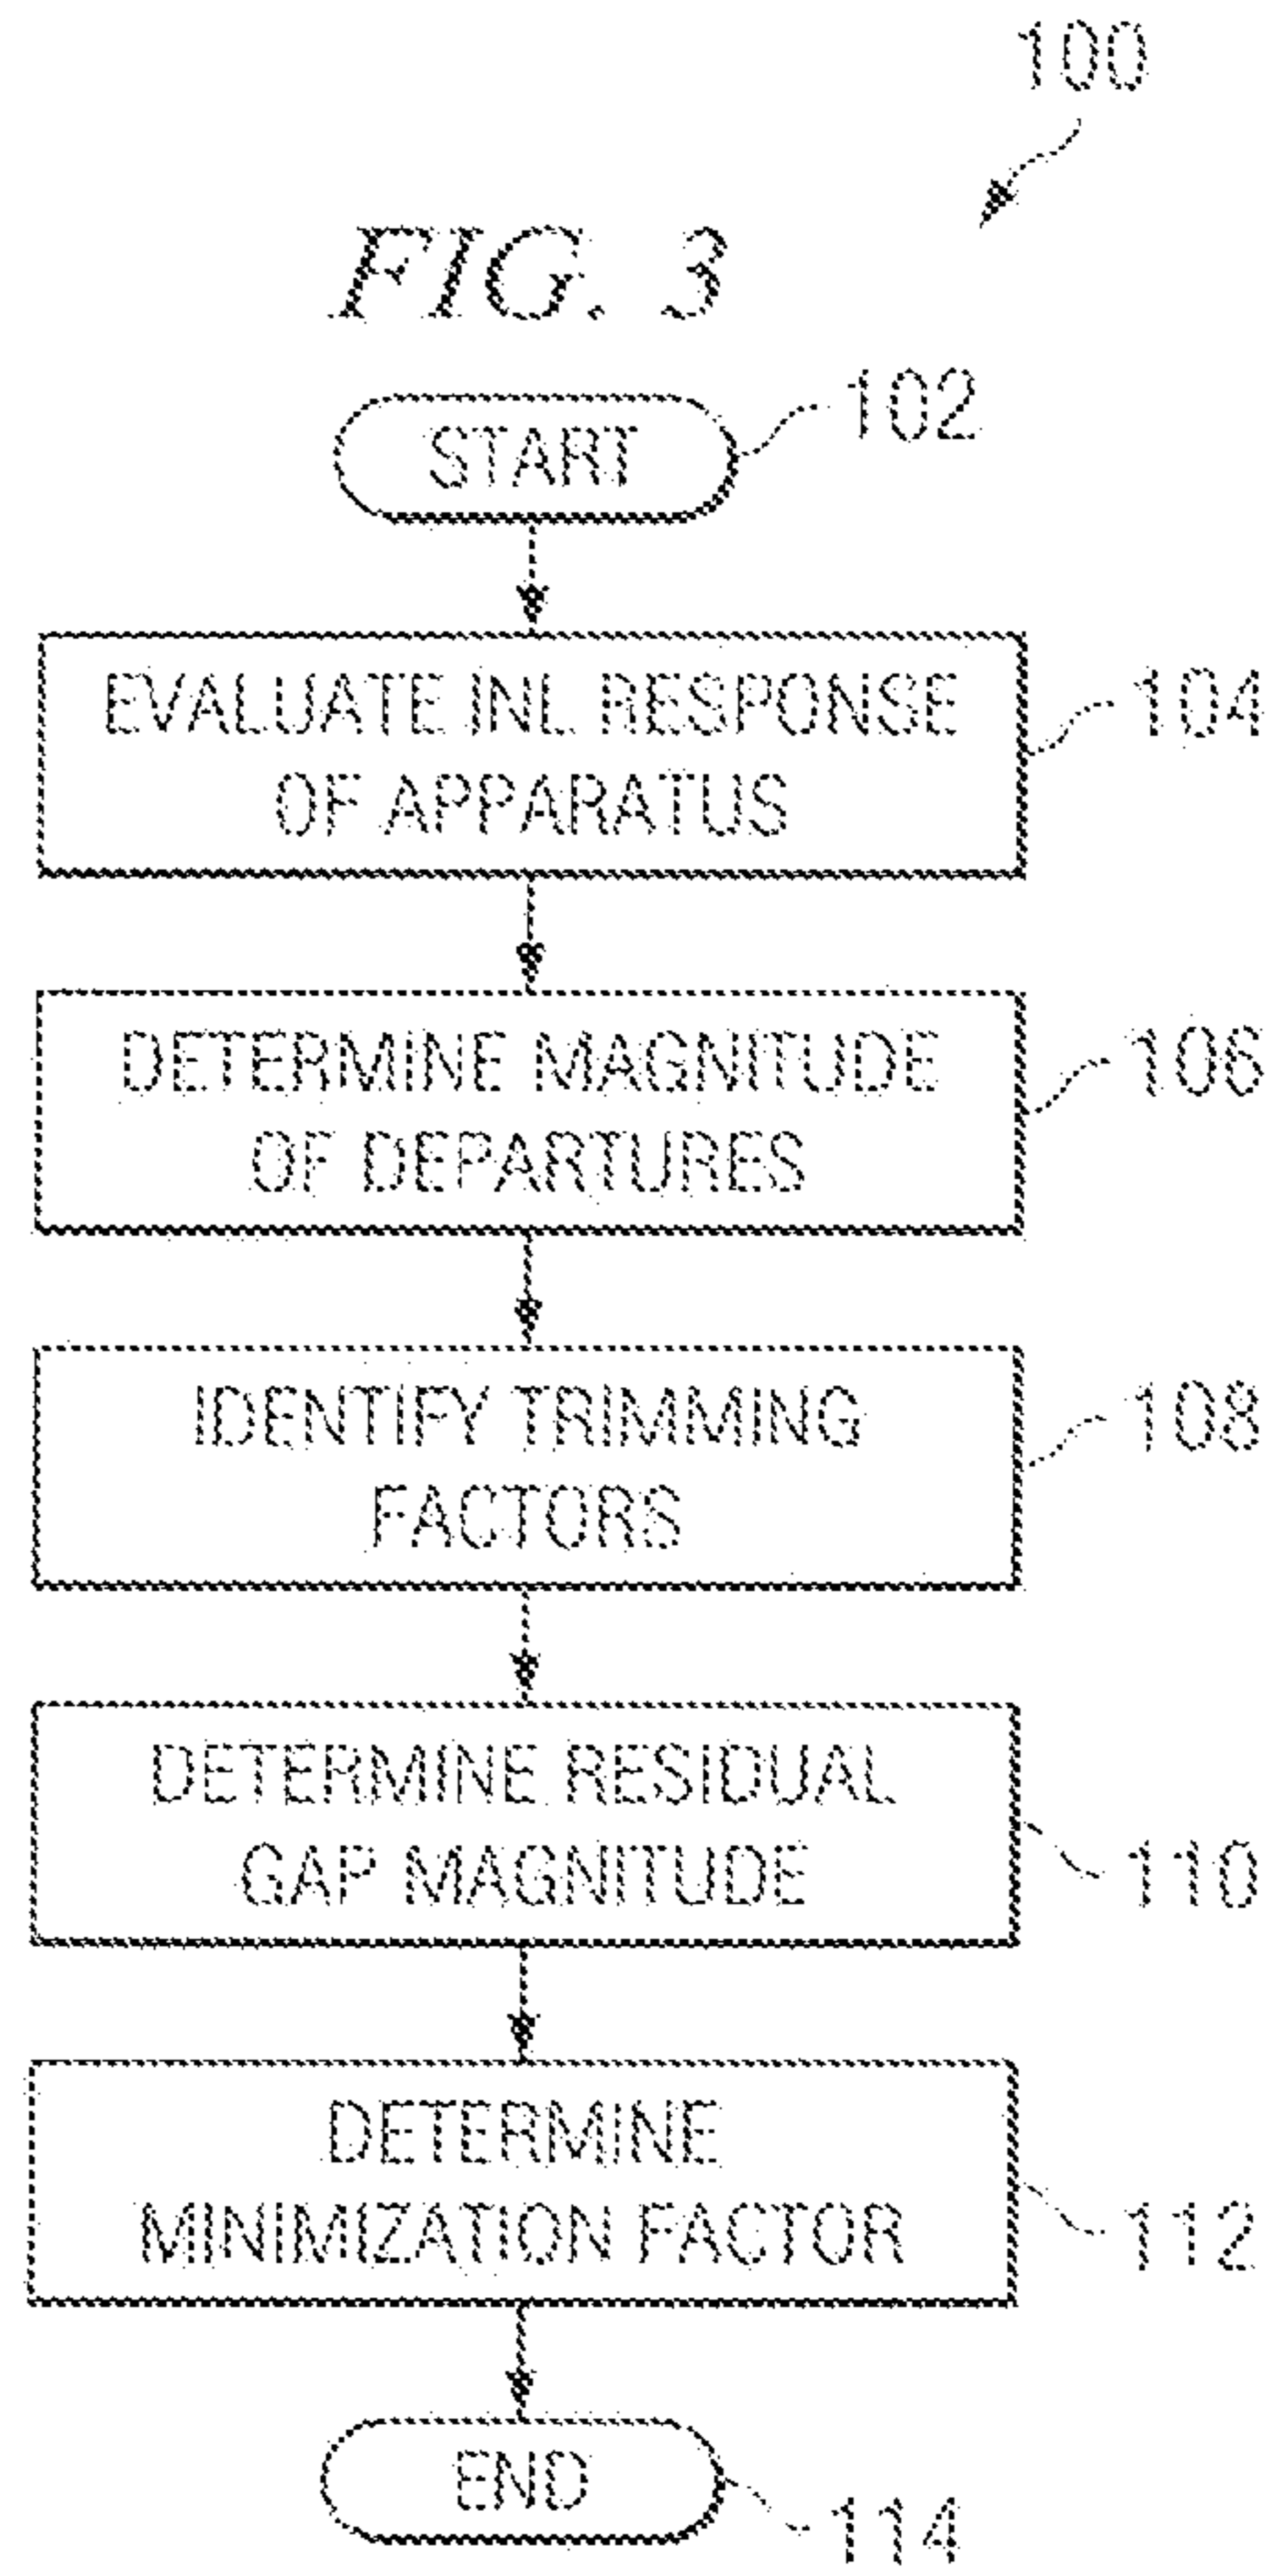 100
FIG. 3
START
102
EVALUATE INL RESPONSE
OF APPARATUS
104
DETERMINE MAGNITUDE
OF DEPARTURES
106
IDENTIFY TRIMMING
FACTORS
108
DETERMINE RESIDUAL
GAP MAGNITUDE
110
DETERMINE
MINIMIZATION FACTOR
112
END
114